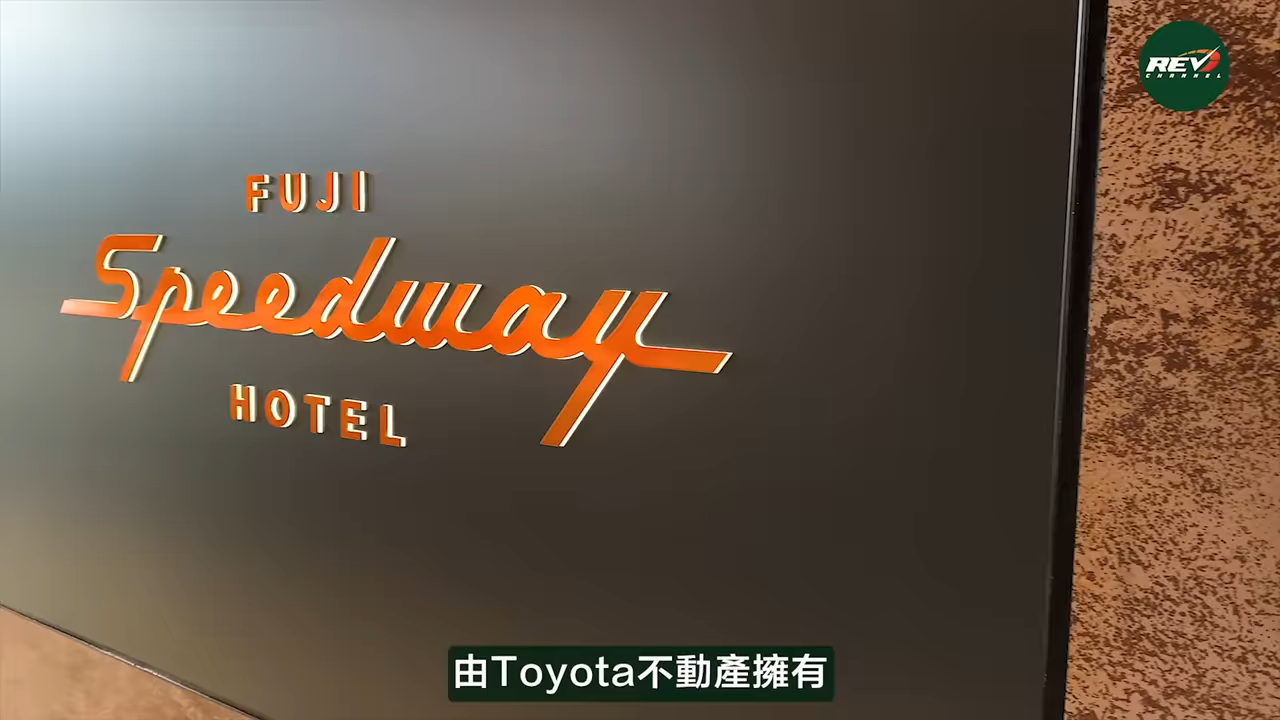 REV
CHANNEL
FUJI
Speedway
HOTEL
由Toyota不動產擁有